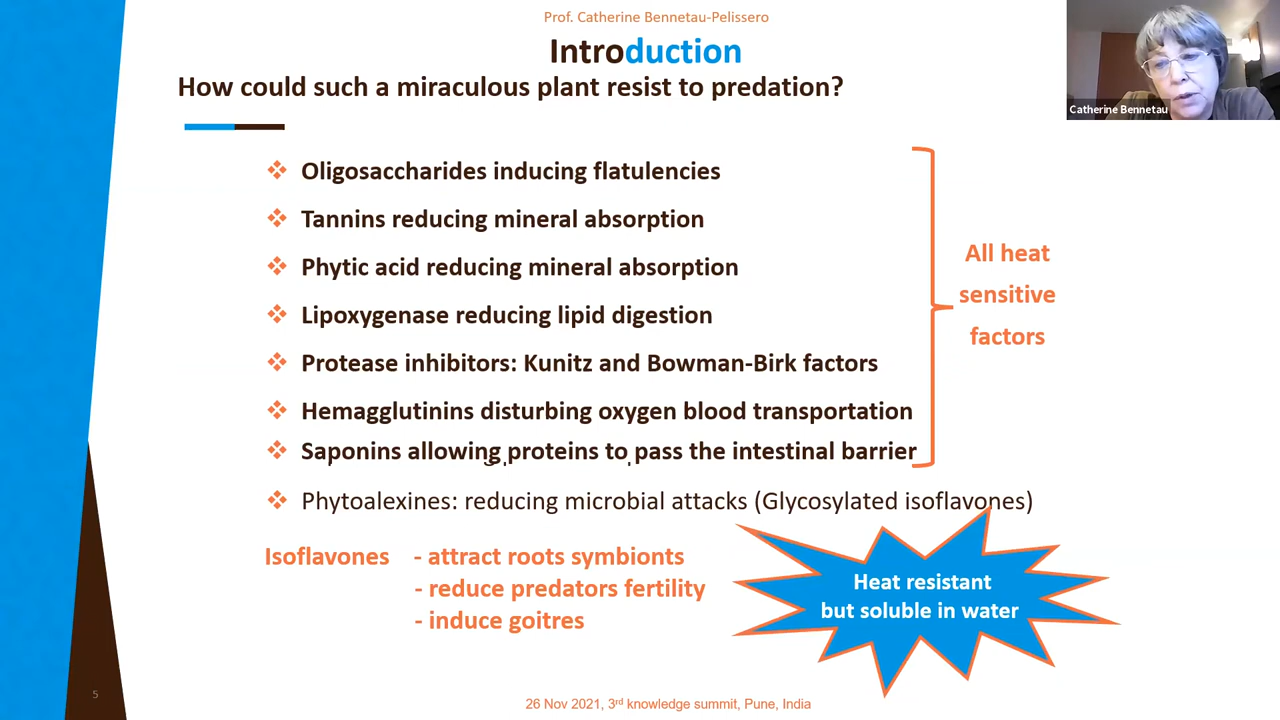 Prof. Catherine Bennetau-Pelissero
Introduction
How could such a miraculous plant resist to predation?
Catherine Bennetau
Oligosaccharides inducing flatulencies
Tannins reducing mineral absorption
Phytic acid reducing mineral absorption
Lipoxygenase reducing lipid digestion
Protease inhibitors: Kunitz and Bowman-Birk factors
Hemagglutinins disturbing oxygen blood transportation
Saponins allowing proteins to pass the intestinal barrier
All heat
sensitive
factors
Phytoalexines: reducing microbial attacks (Glycosylated isoflavones)
Isoflavones - attract roots symbionts
- reduce predators fertility
- induce goitres
Heat resistant
but soluble in water
5
26 Nov 2021, 3rd knowledge summit, Pune, India